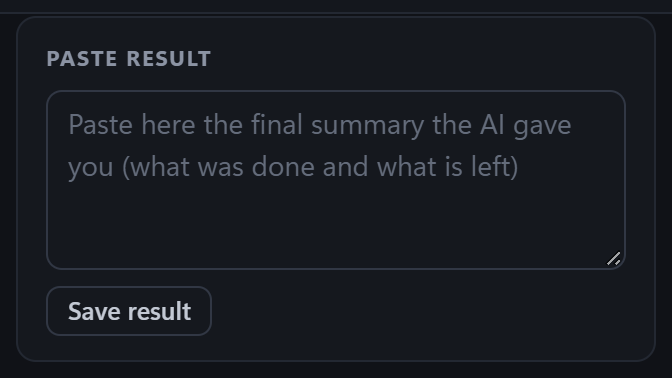 PASTE RESULT
Paste here the final summary the AI gave
you (what was done and what is left)
Save result